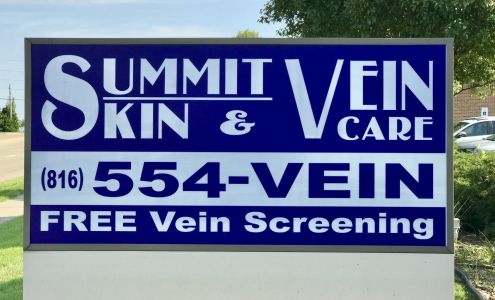 SUMMIT VEIN
SKIN & CARE
(816) 554-VEIN
FREE Vein Screening